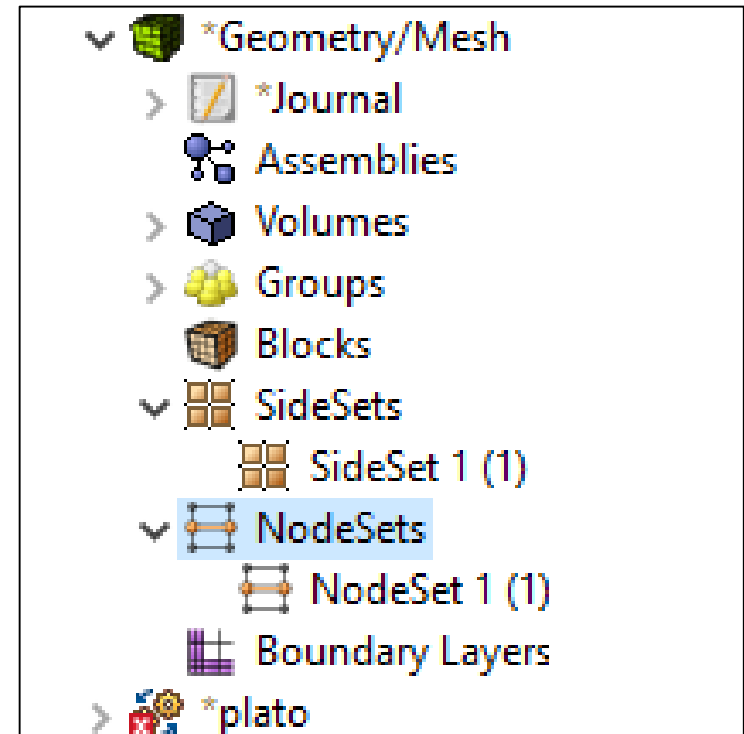 *Geometry/Mesh
*Journal
Assemblies
Volumes
Groups
Blocks
SideSets
SideSet 1 (1)
NodeSets
NodeSet 1 (1)
Boundary Layers
*plato